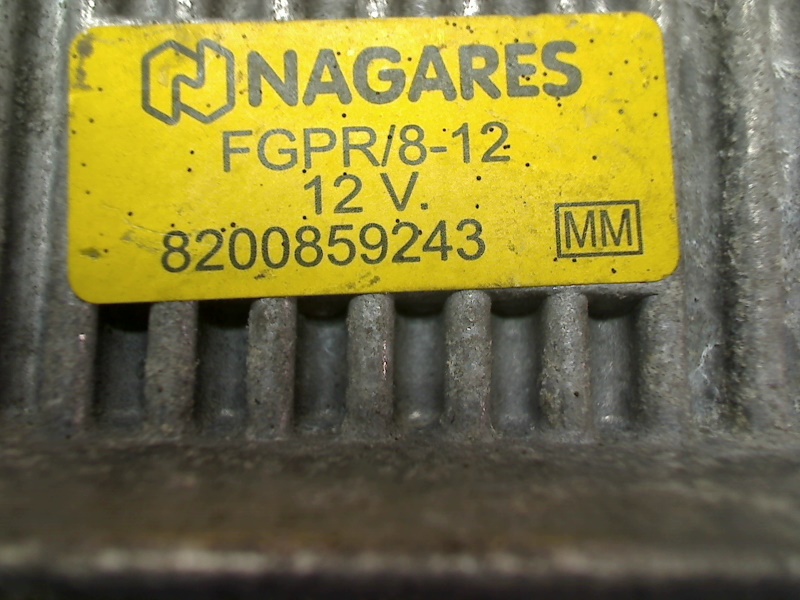 NAGARES
FGPR/8-12
12 V.
8200859243
MM